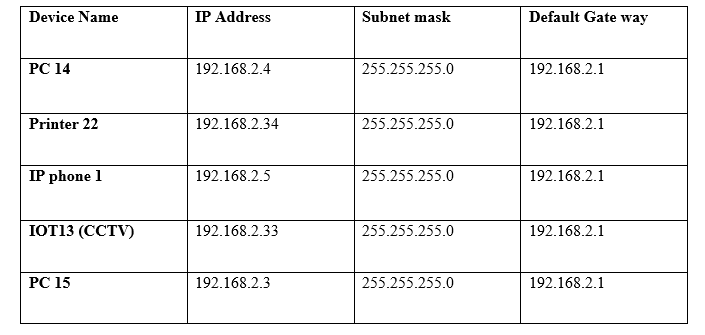 Device Name IP Address Subnet mask Default Gate way
PC 14 192.168.2.4 255.255.255.0 192.168.2.1
Printer 22 192.168.2.34 255.255.255.0 192.168.2.1
IP phone 1 192.168.2.5 255.255.255.0 192.168.2.1
IOT13 (CCTV) 192.168.2.33 255.255.255.0 192.168.2.1
PC 15 192.168.2.3 255.255.255.0 192.168.2.1